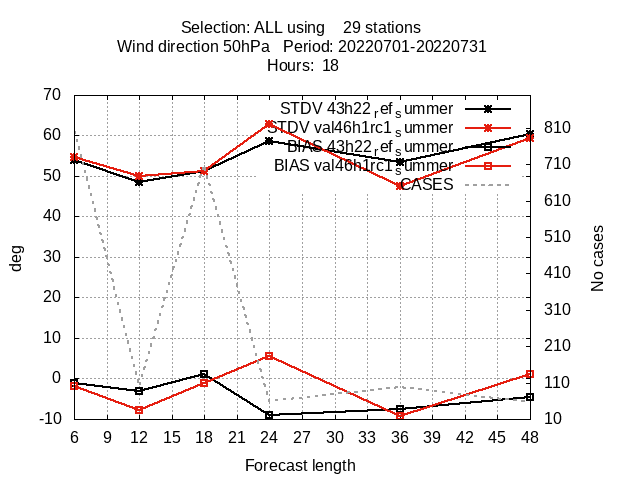 Selection: ALL using    29 stations
Wind direction 50hPa   Period: 20220701-20220731
Hours:  18
STDV 43h22_ref_summer
STDV val46h1rc1_summer
BIAS 43h22_ref_summer
BIAS val46h1rc1_summer
CASES
70
60
50
40
30
20
10
0
-10
deg
810
710
610
510
410
310
210
110
10
No cases
6 9 12 15 18 21 24 27 30 33 36 39 42 45 48
Forecast length